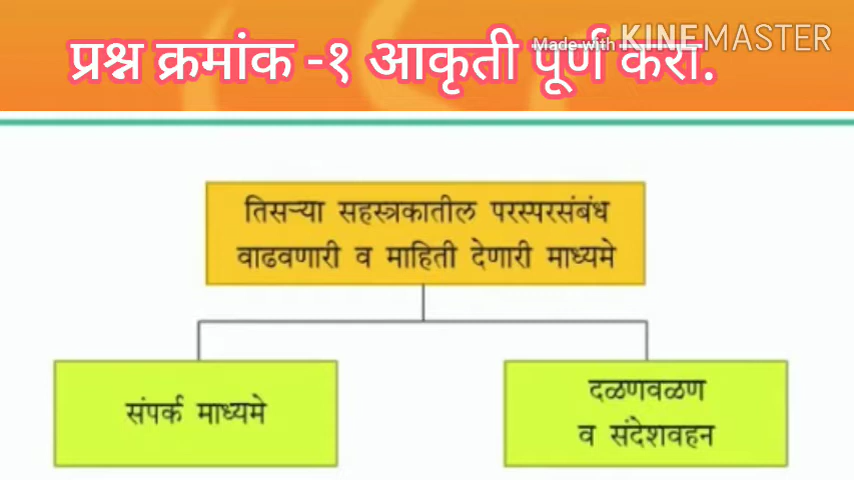 Made with KINEMASTER
प्रश्न क्रमांक -१ आकृती पूर्ण करा.
तिसऱ्या सहस्त्रकातील परस्परसंबंध
वाढवणारी व माहिती देणारी माध्यमे
संपर्क माध्यमे
दळणवळण
व संदेशवहन